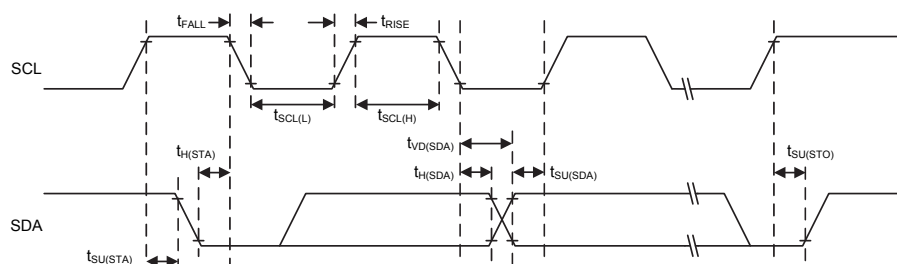 tFALL
tRISE
SCL
tSCL(L)
tSCL(H)
tVD(SDA)
tH(STA)
tH(SDA)
tSU(SDA)
tSU(STO)
SDA
tSU(STA)